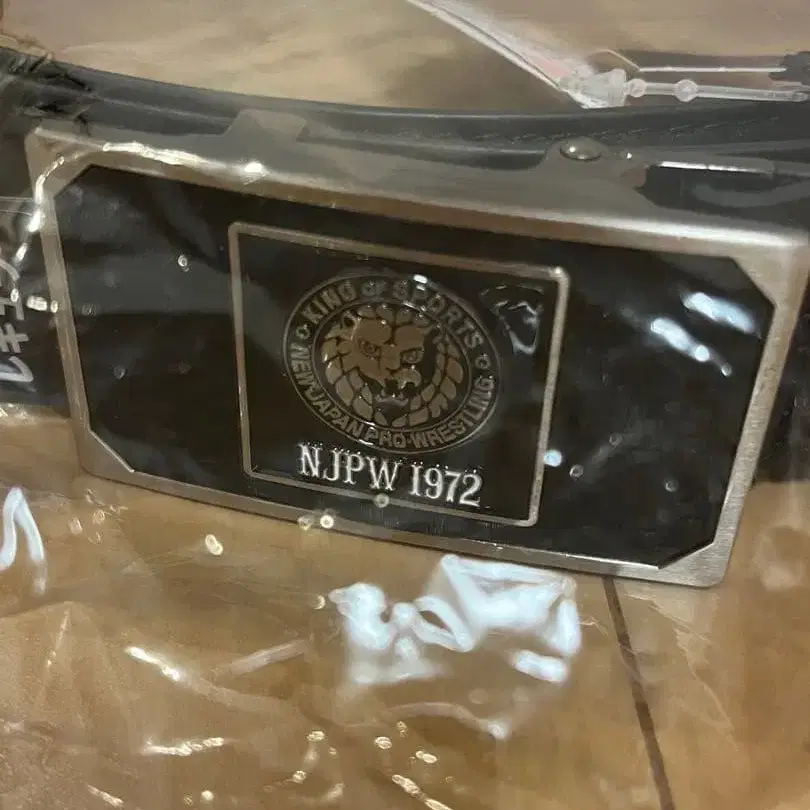 KING OF SPORTS
NEW JAPAN PRO-WRESTLING
NJPW 1972